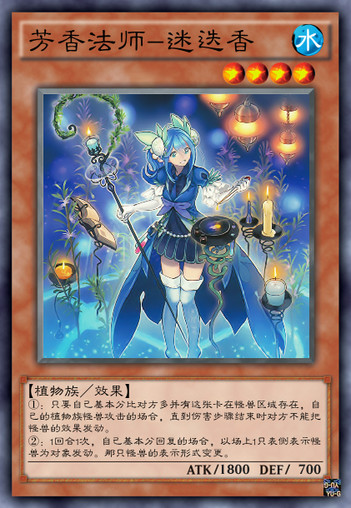 芳香法师-迷迭香
水
【植物族／效果】
①：只要自己基本分比对方多并有这张卡在怪兽区域存在，自
己的植物族怪兽攻击的场合，直到伤害步骤结束时对方不能把
怪兽的效果发动。
②：1回合1次，自己基本分回复的场合，以场上1只表侧表示怪
兽为对象发动。那只怪兽的表示形式变更。
ATK/1800 DEF/ 700